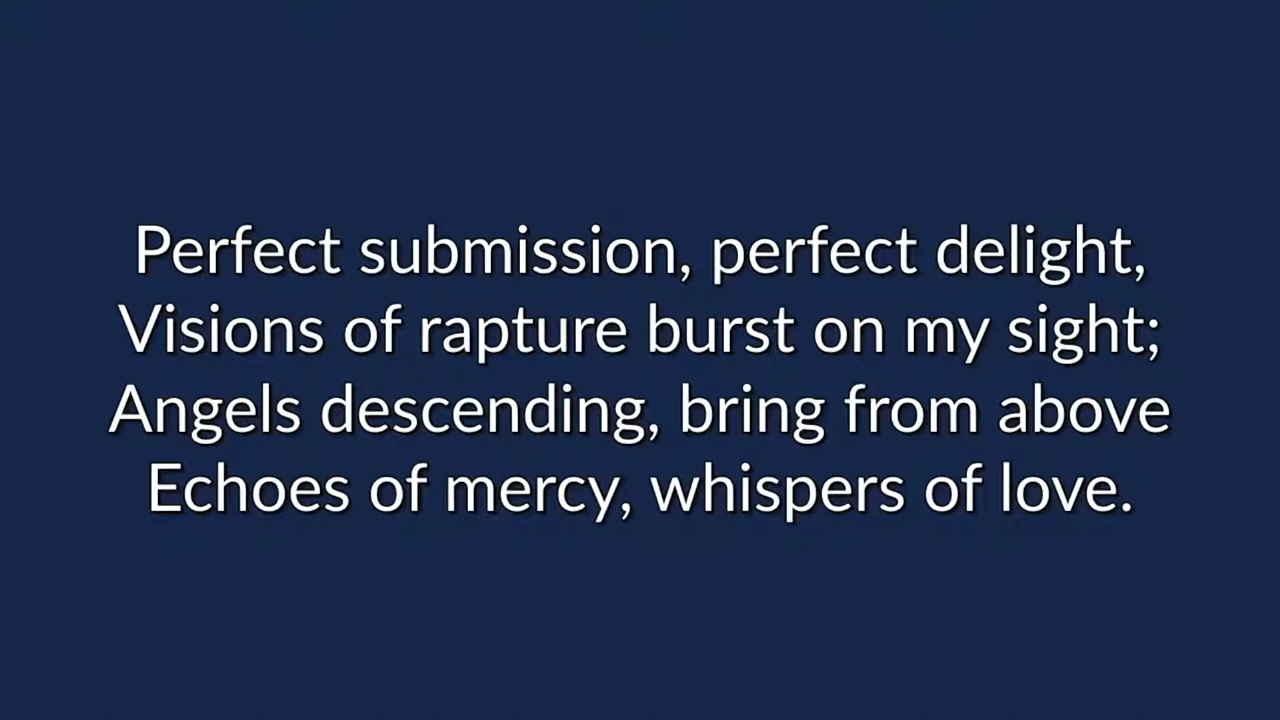 Perfect submission, perfect delight,
Visions of rapture burst on my sight;
Angels descending, bring from above
Echoes of mercy, whispers of love.